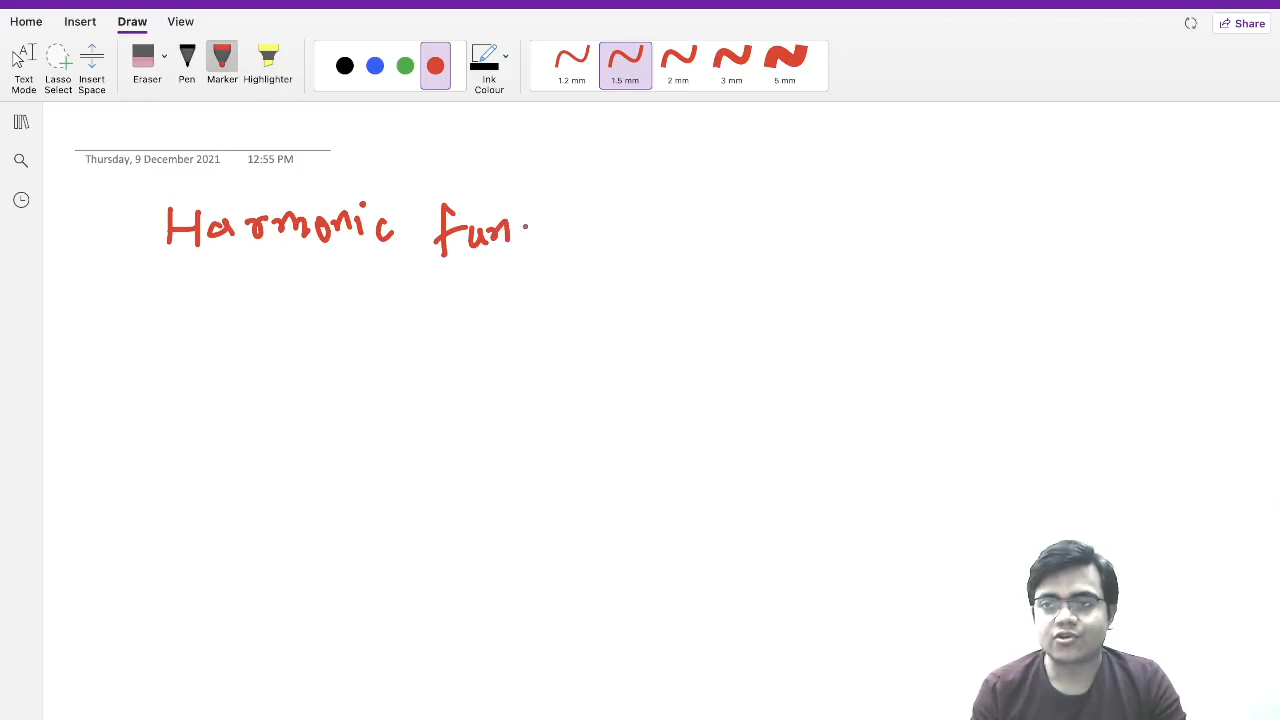 Home Insert Draw View
Share
Text Mode
Lasso Select
Insert Space
Eraser
Pen
Marker
Highlighter
Ink Colour
1.2 mm
1.5 mm
2 mm
3 mm
5 mm
Thursday, 9 December 2021 12:55 PM
Harmonic fun